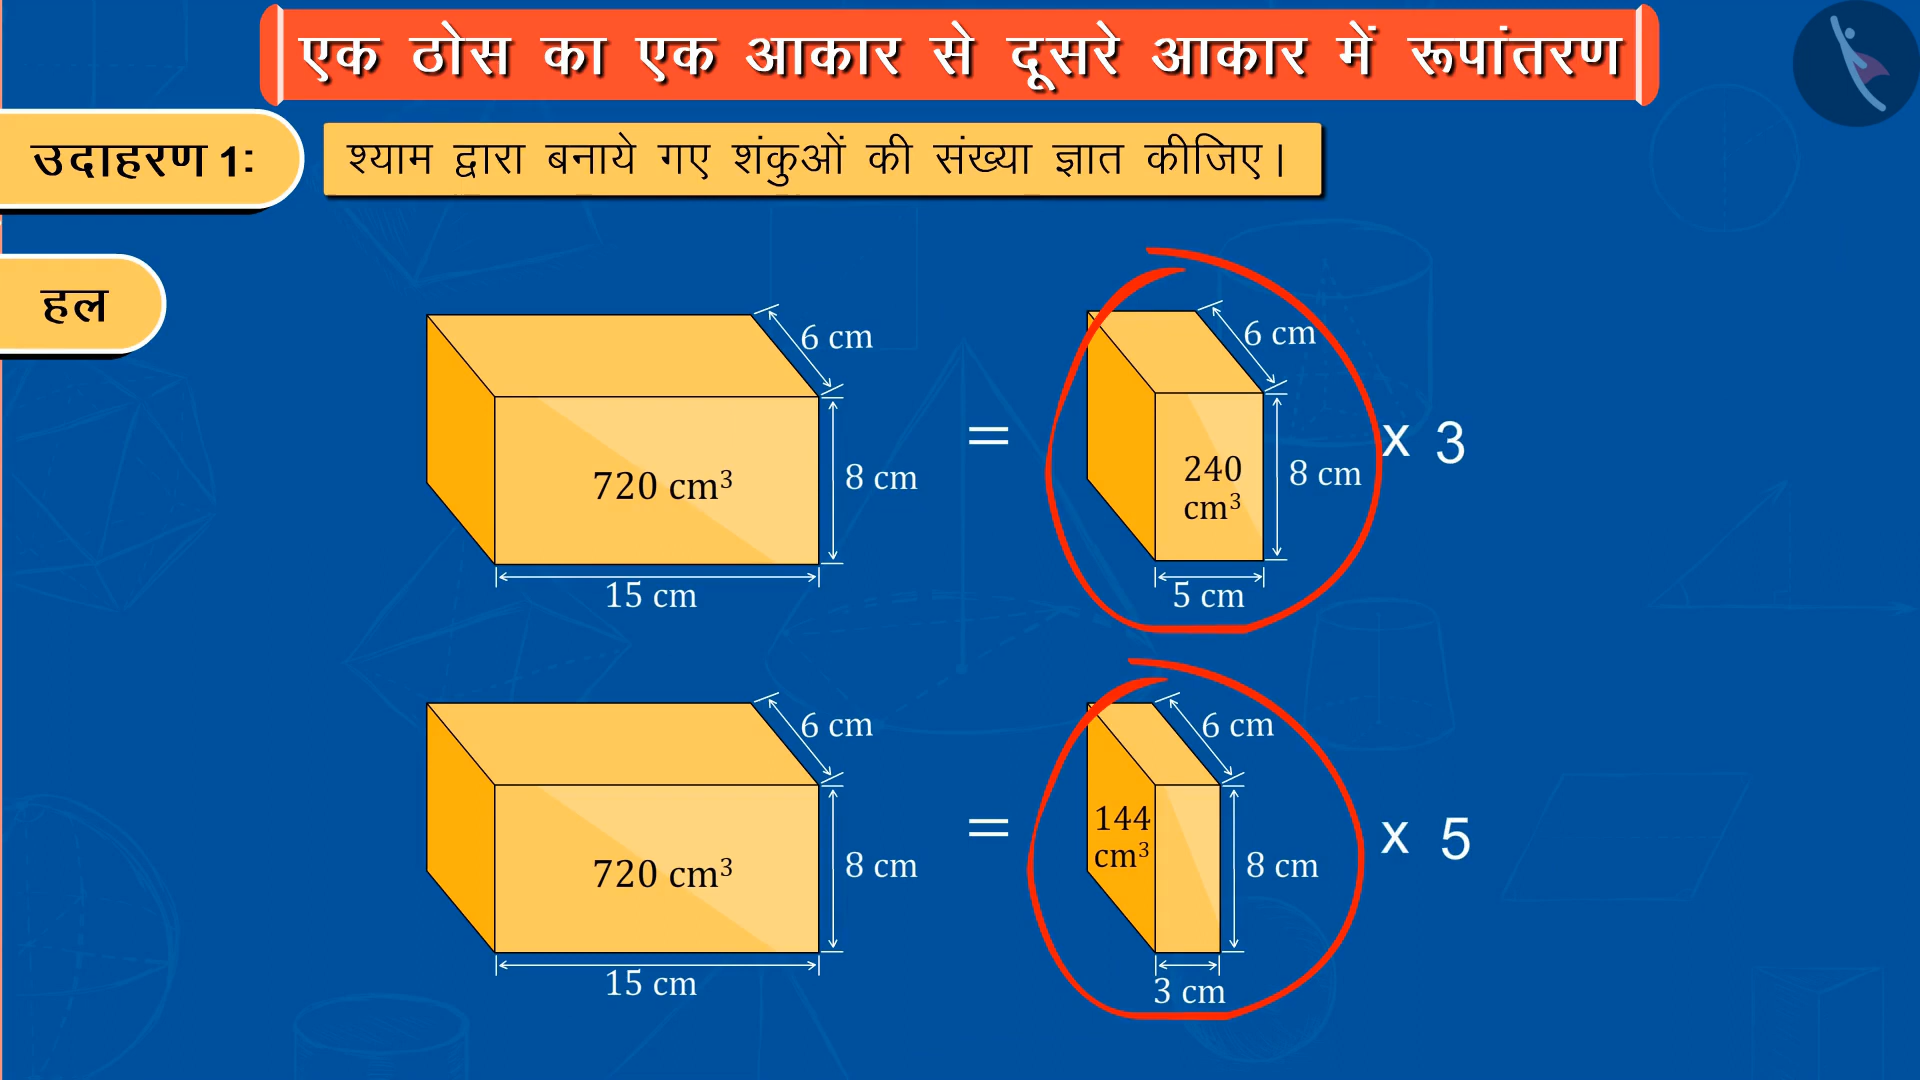 एक ठोस का एक आकार से दूसरे आकार में रूपांतरण
उदाहरण 1:
श्याम द्वारा बनाये गए शंकुओं की संख्या ज्ञात कीजिए।
हल
6 cm
720 cm³
8 cm
15 cm
=
6 cm
240
cm³
8 cm
5 cm
x 3
6 cm
720 cm³
8 cm
15 cm
=
6 cm
144
cm³
8 cm
3 cm
x 5